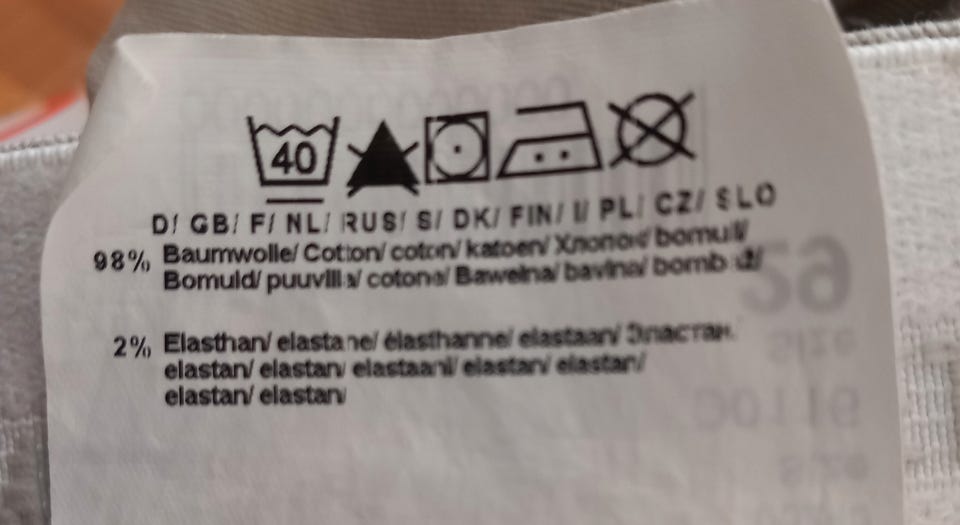 40
D/ GB/ F/ NL/ RUS/ S/ DK/ FIN/ I/ PL/ CZ/ SLO
98% Baumwolle/ Cotton/ coton/ katoen/ Хлопок/ bomull/
Bomuld/ puuvilla/ cotone/ Bawełna/ bavlna/ bombaž/
2% Elasthan/ elastane/ élasthanne/ elastaan/ Эластан.
elastan/ elastan/ elastaani/ elastan/ elastan/
elastan/ elastan/